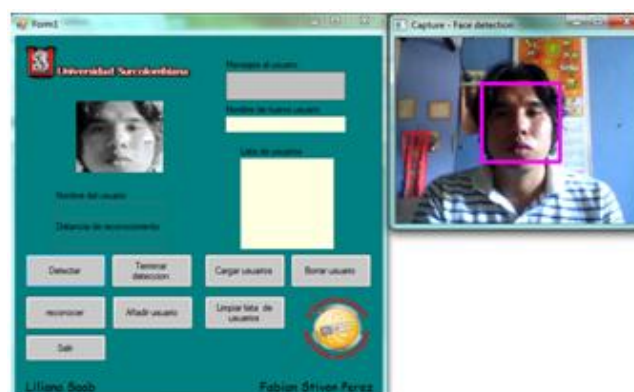 Form1
Capture - Face detection
Universidad Surcolombiana
Mensajes al usuario
Nombre de nuevo usuario
Lista de usuarios
Nombre del usuario
Distancia de reconocimiento
Detectar
Terminar
deteccion
Cargar usuarios
Borrar usuario
reconocer
Añadir usuario
Limpiar lista de
usuarios
Salir
Liliana Saab
Fabian Stivan Perez